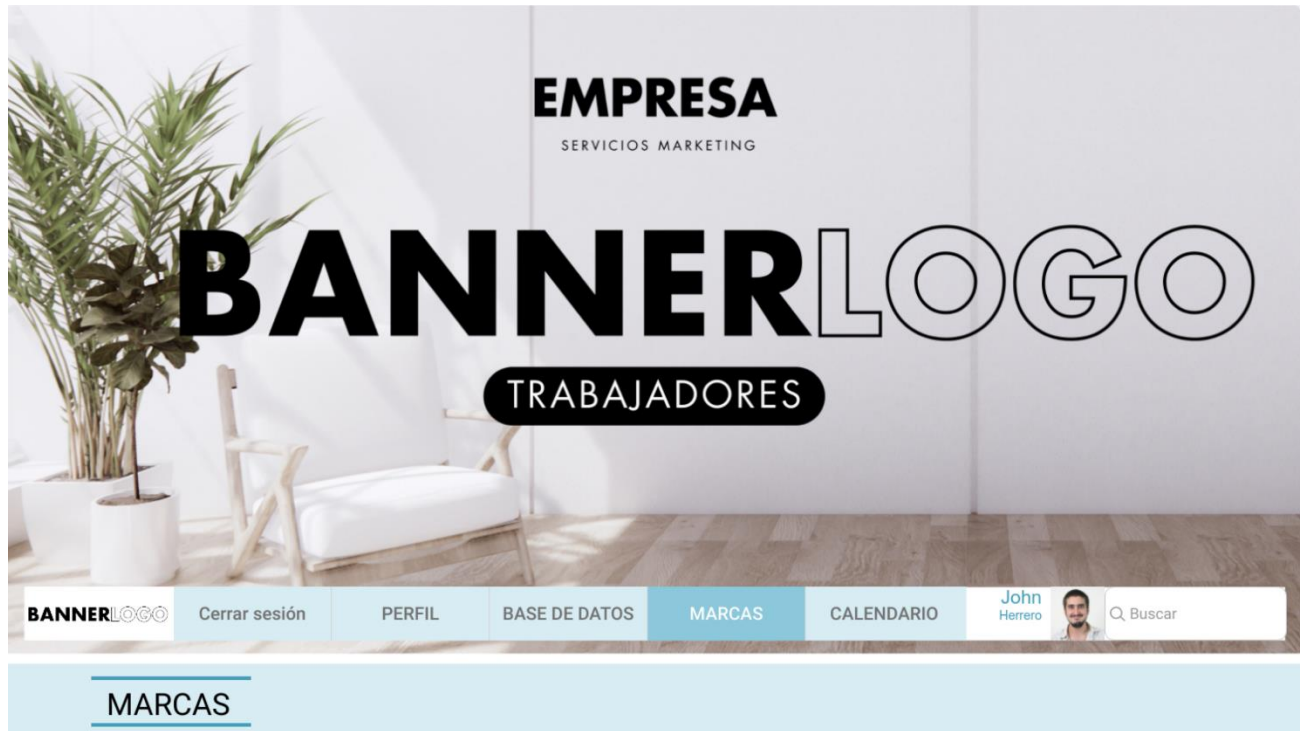 EMPRESA
SERVICIOS MARKETING
BANNERLOGO
TRABAJADORES
BANNERLOGO
Cerrar sesión
PERFIL
BASE DE DATOS
MARCAS
CALENDARIO
John
Herrero
Buscar
MARCAS